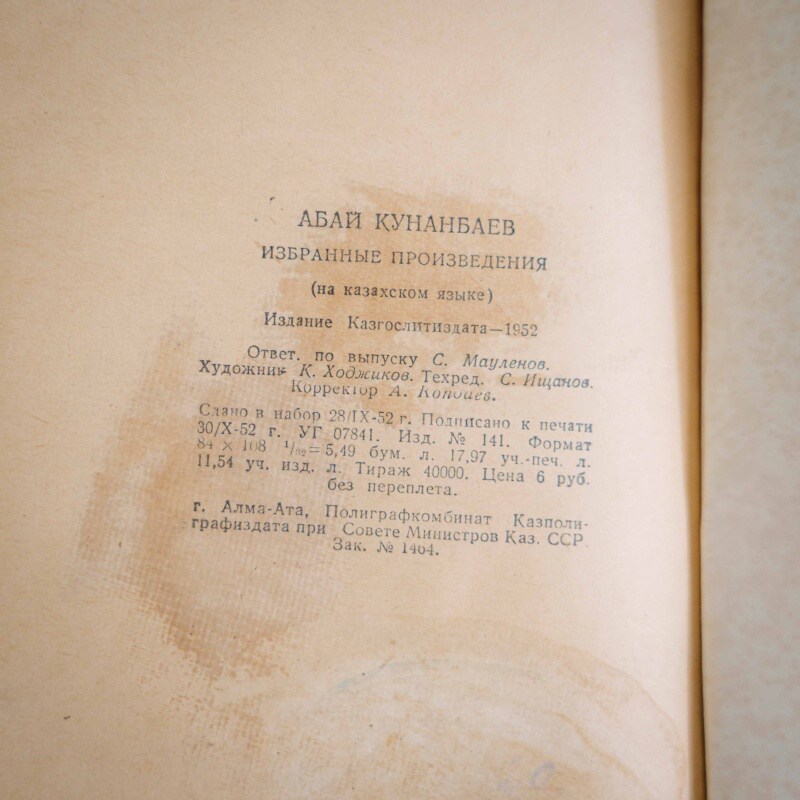 АБАЙ КУНАНБАЕВ
ИЗБРАННЫЕ ПРОИЗВЕДЕНИЯ
(на казахском языке)
Издание Казгослитиздата—1952
Ответ. по выпуску С. Мауленов.
Художник К. Ходжиков. Техред. С. Ищанов.
Корректор А.
Сдано в набор 28/IX-52 г. Подписано к печати
30/X-52 г. УГ 07841. Изд. № 141. Формат
84 × 108 1/32=5,49 бум. л. 17,97 уч.-печ. л.
11,54 уч. изд. л. Тираж 40000. Цена 6 руб.
без переплета.
г. Алма-Ата, Полиграфкомбинат Казполи-
графиздата при Совете Министров Каз. ССР.
Зак. № 1464.